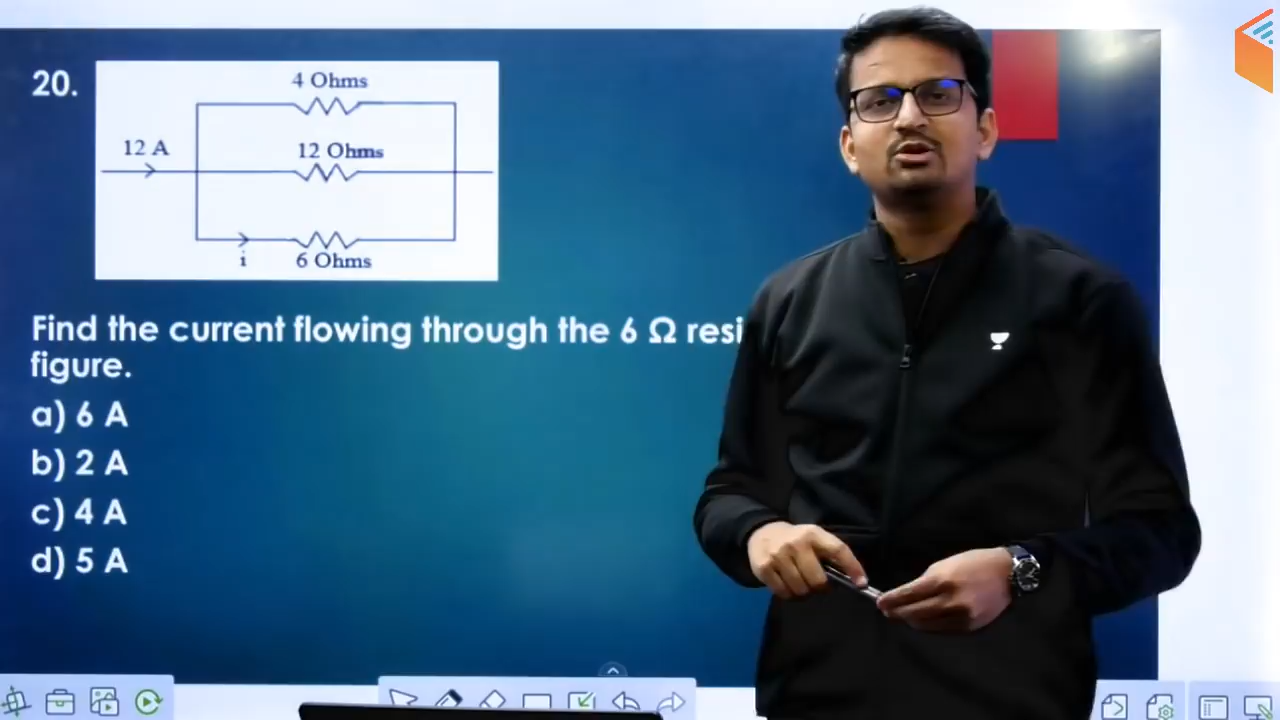 20.
4 Ohms
12 A
12 Ohms
i
6 Ohms
Find the current flowing through the 6 Ω resi
figure.
a) 6 A
b) 2 A
c) 4 A
d) 5 A